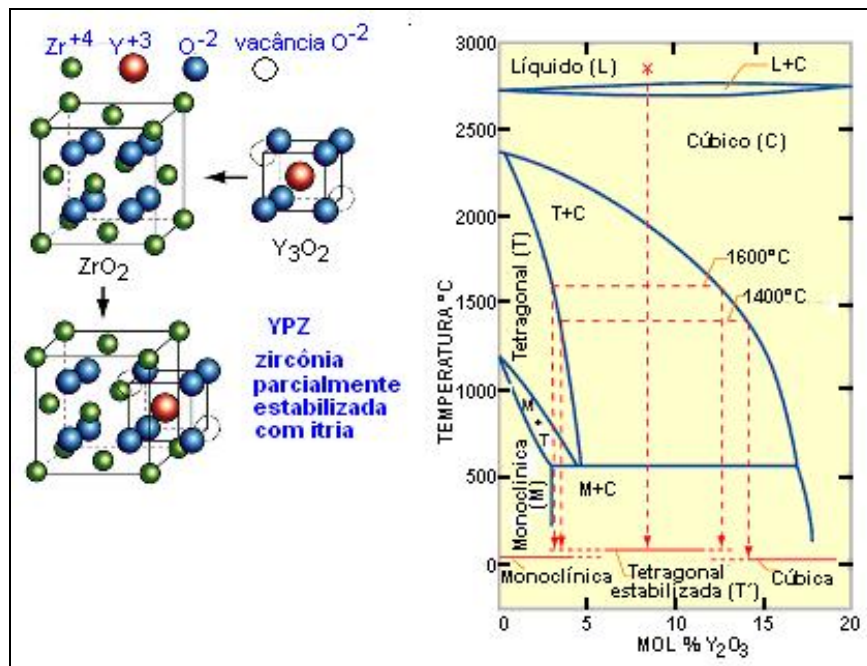 Zr+4 Y+3 O-2 vacância O-2
ZrO2
Y3O2
YPZ
zircônia
parcialmente
estabilizada
com itria
TEMPERATURA °C
3000
2500
2000
1500
1000
500
0
Líquido (L)
L+C
Cúbico (C)
T+C
Tetragonal (T)
1600°C
1400°C
M
+
T
Monoclínica
(M)
M+C
Monoclínica
Tetragonal
estabilizada (T´)
Cúbica
0 5 10 15 20
MOL % Y2O3